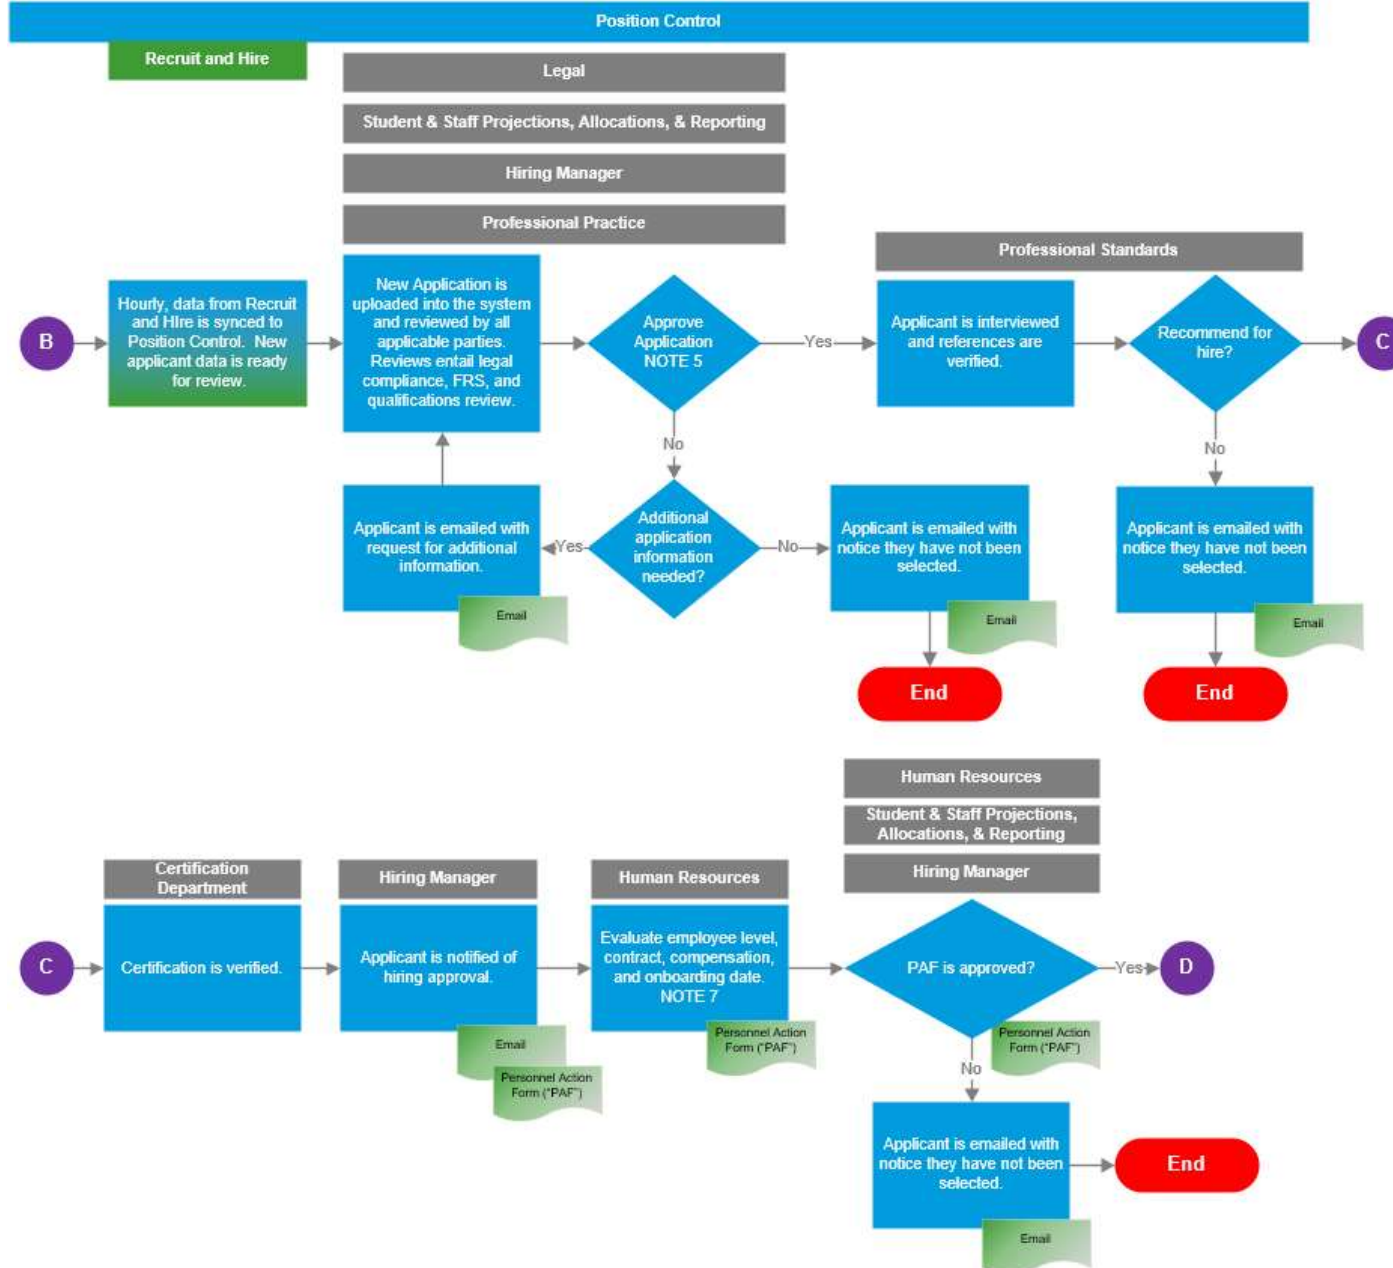 Position Control
Recruit and Hire
Legal
Student & Staff Projections, Allocations, & Reporting
Hiring Manager
Professional Practice
Professional Standards
B
Hourly, data from Recruit
and HIre is synced to
Position Control. New
applicant data is ready
for review.
New Application is
uploaded into the system
and reviewed by all
applicable parties.
Reviews entail legal
compliance, FRS, and
qualifications review.
Approve
Application
NOTE 5
Yes
Applicant is interviewed
and references are
verified.
Recommend for
hire?
C
No
No
Applicant is emailed with
request for additional
information.
Email
Yes
Additional
application
information
needed?
No
Applicant is emailed with
notice they have not been
selected.
Email
End
Applicant is emailed with
notice they have not been
selected.
Email
End
Human Resources
Student & Staff Projections,
Allocations, & Reporting
Hiring Manager
Certification
Department
Hiring Manager
Human Resources
C
Certification is verified.
Applicant is notified of
hiring approval.
Email
Personnel Action
Form ("PAF")
Evaluate employee level,
contract, compensation,
and onboarding date.
NOTE 7
Personnel Action
Form ("PAF")
PAF is approved?
Yes
D
Personnel Action
Form ("PAF")
No
Applicant is emailed with
notice they have not been
selected.
Email
End